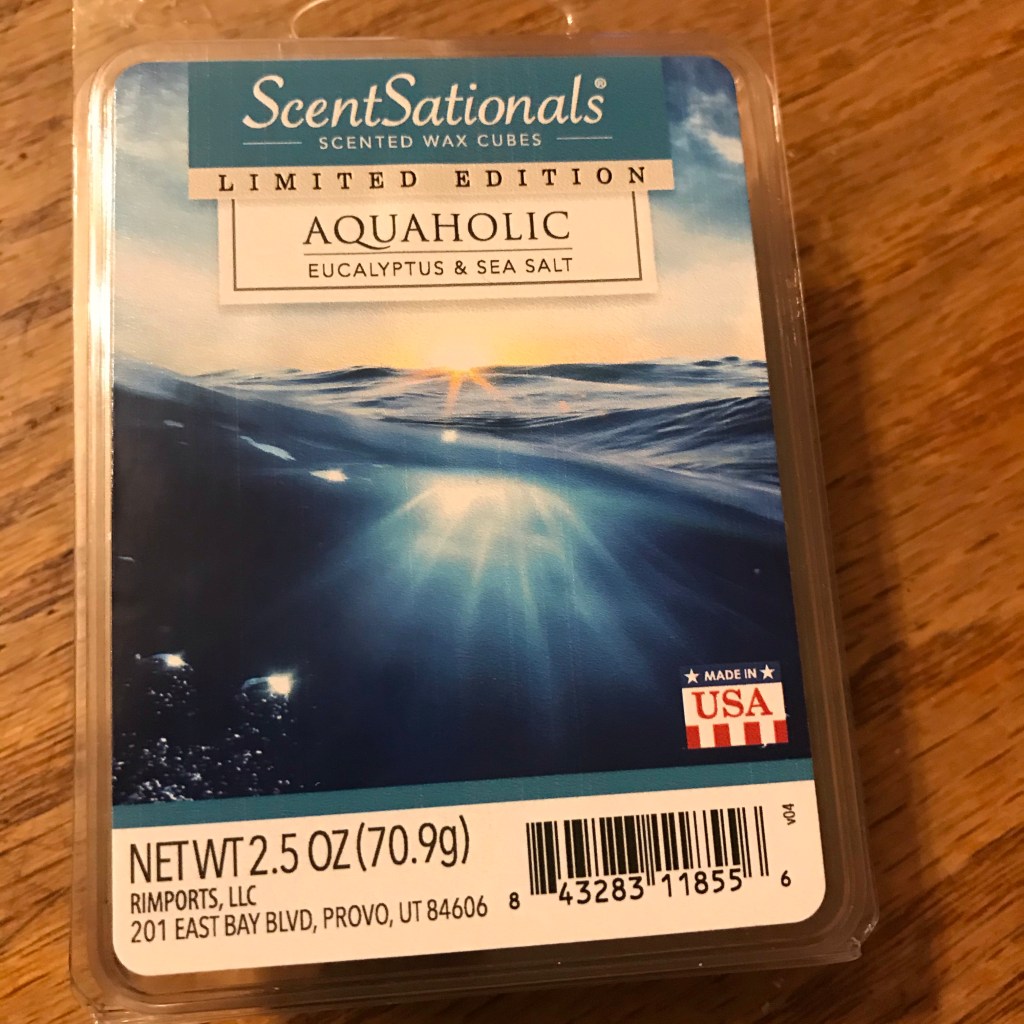 ScentSationals®
SCENTED WAX CUBES
LIMITED EDITION
AQUAHOLIC
EUCALYPTUS & SEA SALT
MADE IN
USA
NET WT 2.5 OZ (70.9g)
RIMPORTS, LLC
201 EAST BAY BLVD, PROVO, UT 84606
8 43283 11855 6
v04